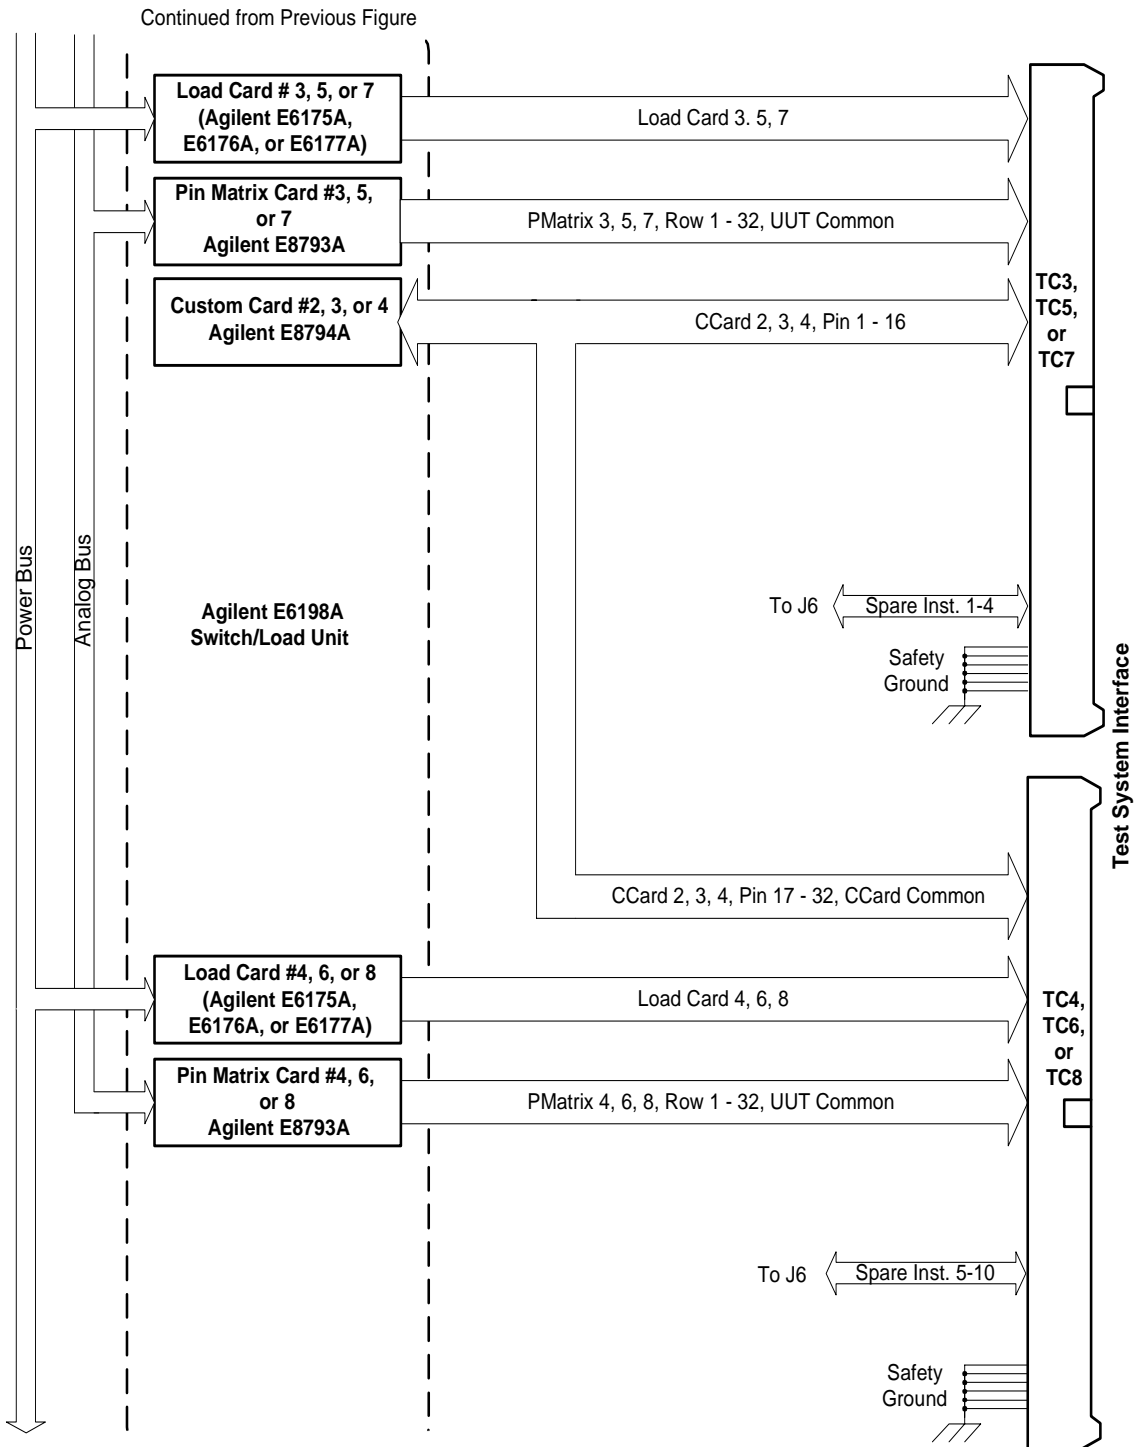 Continued from Previous Figure
Load Card # 3, 5, or 7
(Agilent E6175A,
E6176A, or E6177A)
Load Card 3. 5, 7
Pin Matrix Card #3, 5,
or 7
Agilent E8793A
PMatrix 3, 5, 7, Row 1 - 32, UUT Common
Custom Card #2, 3, or 4
Agilent E8794A
CCard 2, 3, 4, Pin 1 - 16
TC3,
TC5,
or
TC7
Power Bus
Analog Bus
Agilent E6198A
Switch/Load Unit
To J6
Spare Inst. 1-4
Safety
Ground
Test System Interface
CCard 2, 3, 4, Pin 17 - 32, CCard Common
Load Card #4, 6, or 8
(Agilent E6175A,
E6176A, or E6177A)
Load Card 4, 6, 8
TC4,
TC6,
or
TC8
Pin Matrix Card #4, 6,
or 8
Agilent E8793A
PMatrix 4, 6, 8, Row 1 - 32, UUT Common
To J6
Spare Inst. 5-10
Safety
Ground